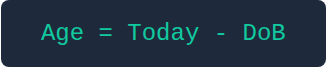 Age = Today - DoB